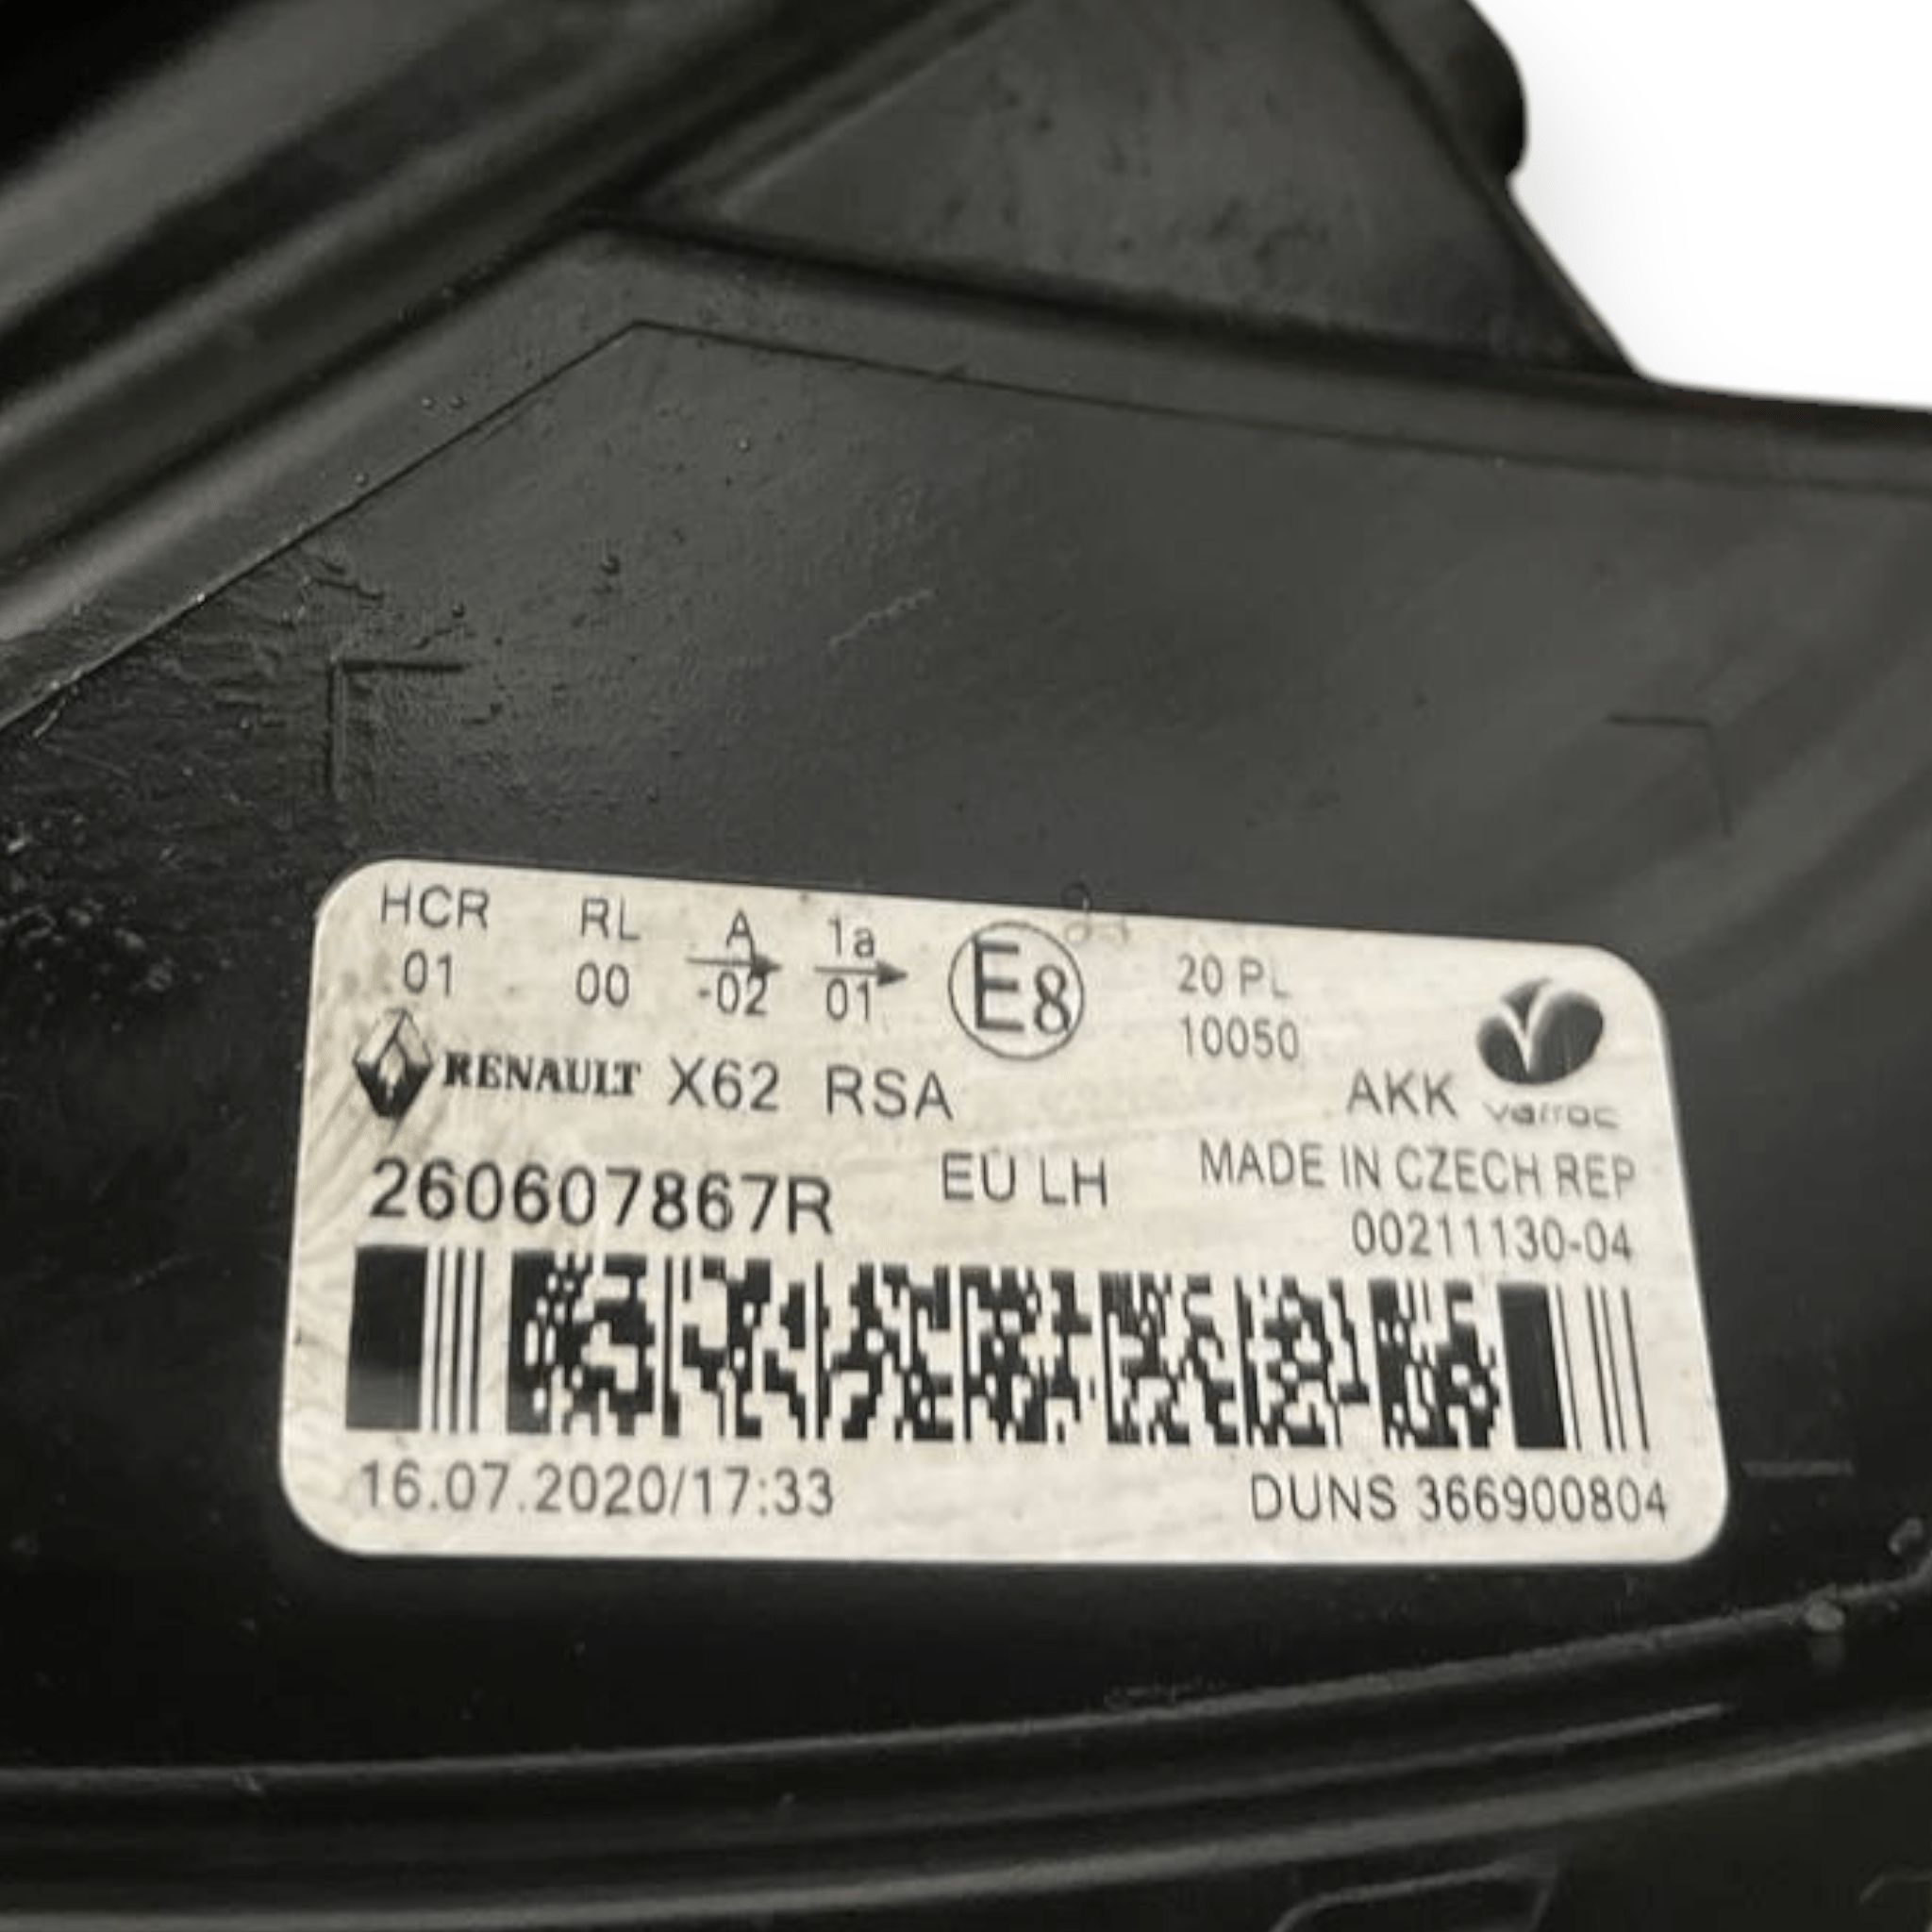 HCR RL A 1a
01 00 -02 01 E8 20 PL
10050
RENAULT X62 RSA AKK varroc
260607867R EU LH MADE IN CZECH REP
00211130-04
16.07.2020/17:33 DUNS 366900804